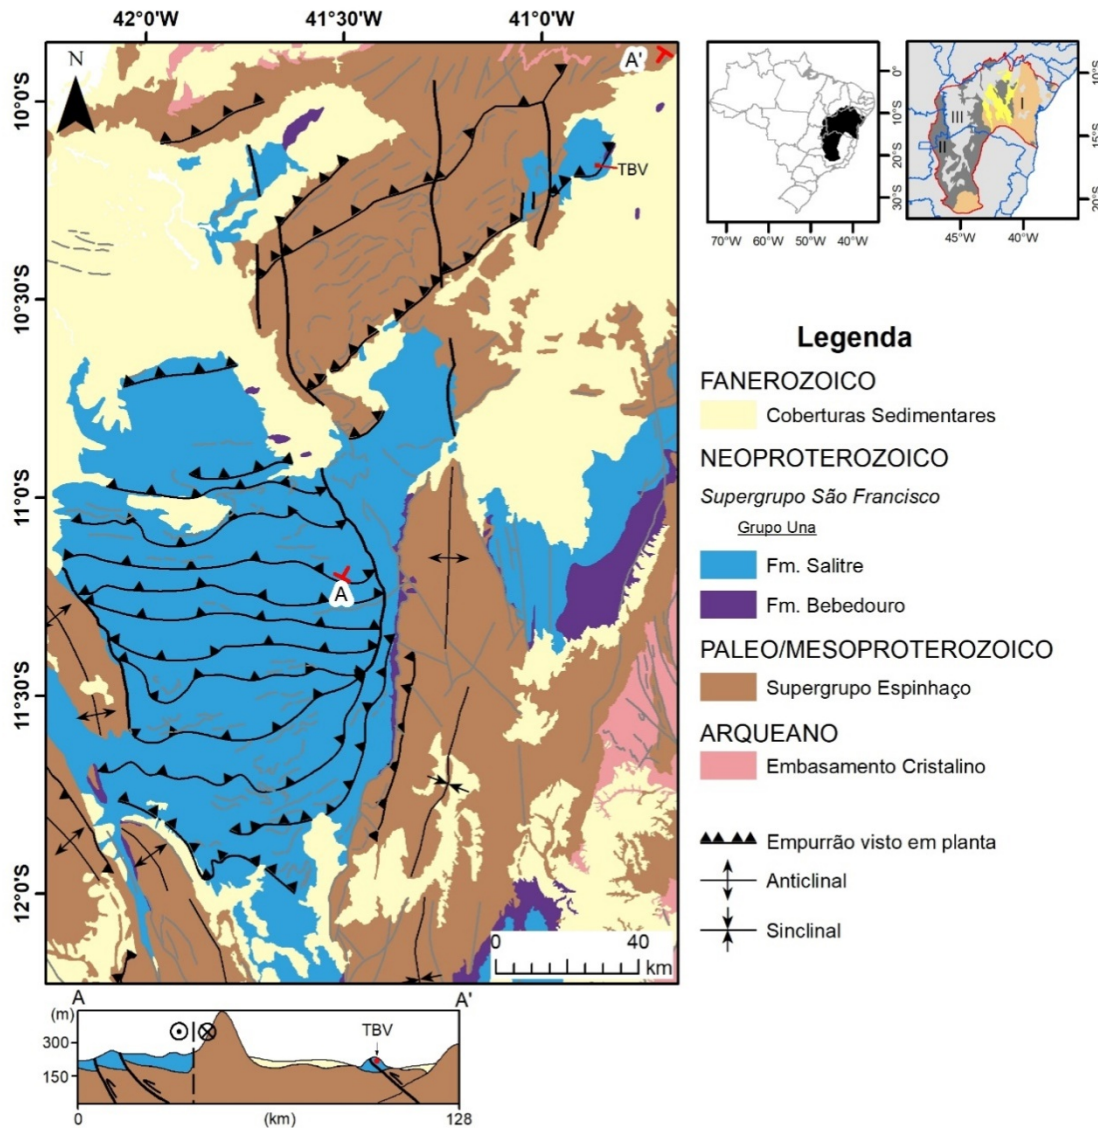 42°0'W 41°30'W 41°0'W
N
A'
10°0'S
TBV
10°30'S
11°0'S
A
11°30'S
12°0'S
0 40
km
0°
10°S
20°S
30°S
70°W 60°W 50°W 40°W
I
II
III
10°S
15°S
20°S
45°W 40°W
Legenda
FANEROZOICO
Coberturas Sedimentares
NEOPROTEROZOICO
Supergrupo São Francisco
Grupo Una
Fm. Salitre
Fm. Bebedouro
PALEO/MESOPROTEROZOICO
Supergrupo Espinhaço
ARQUEANO
Embasamento Cristalino
Empurrão visto em planta
Anticlinal
Sinclinal
A A'
(m)
300
150
TBV
0 (km) 128